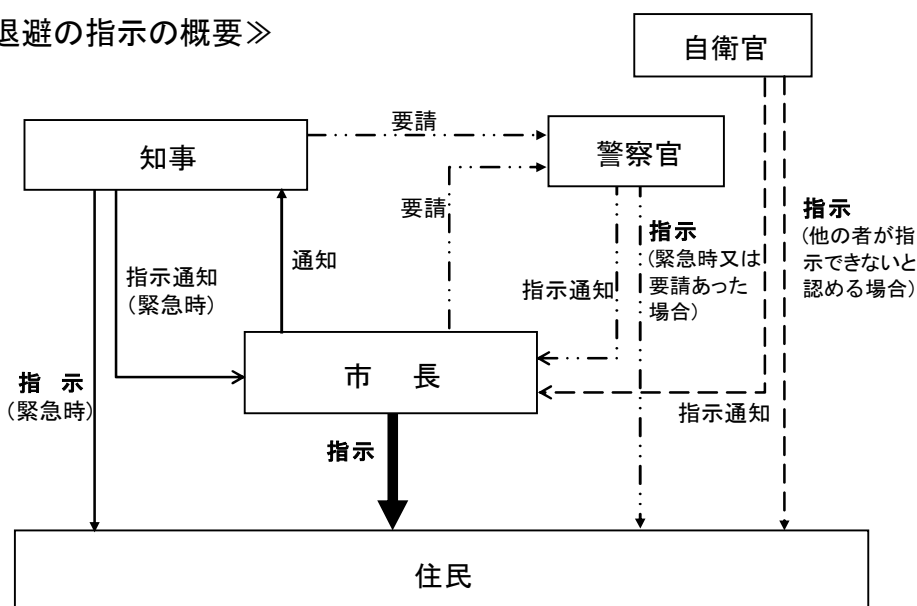 退避の指示の概要≫
自衛官
要請
知事
警察官
要請
指示
(他の者が指
示できないと
認める場合)
指示
(緊急時又は
要請あった
場合)
通知
指示通知
(緊急時)
指示通知
市 長
指 示
(緊急時)
指示通知
指示
住民